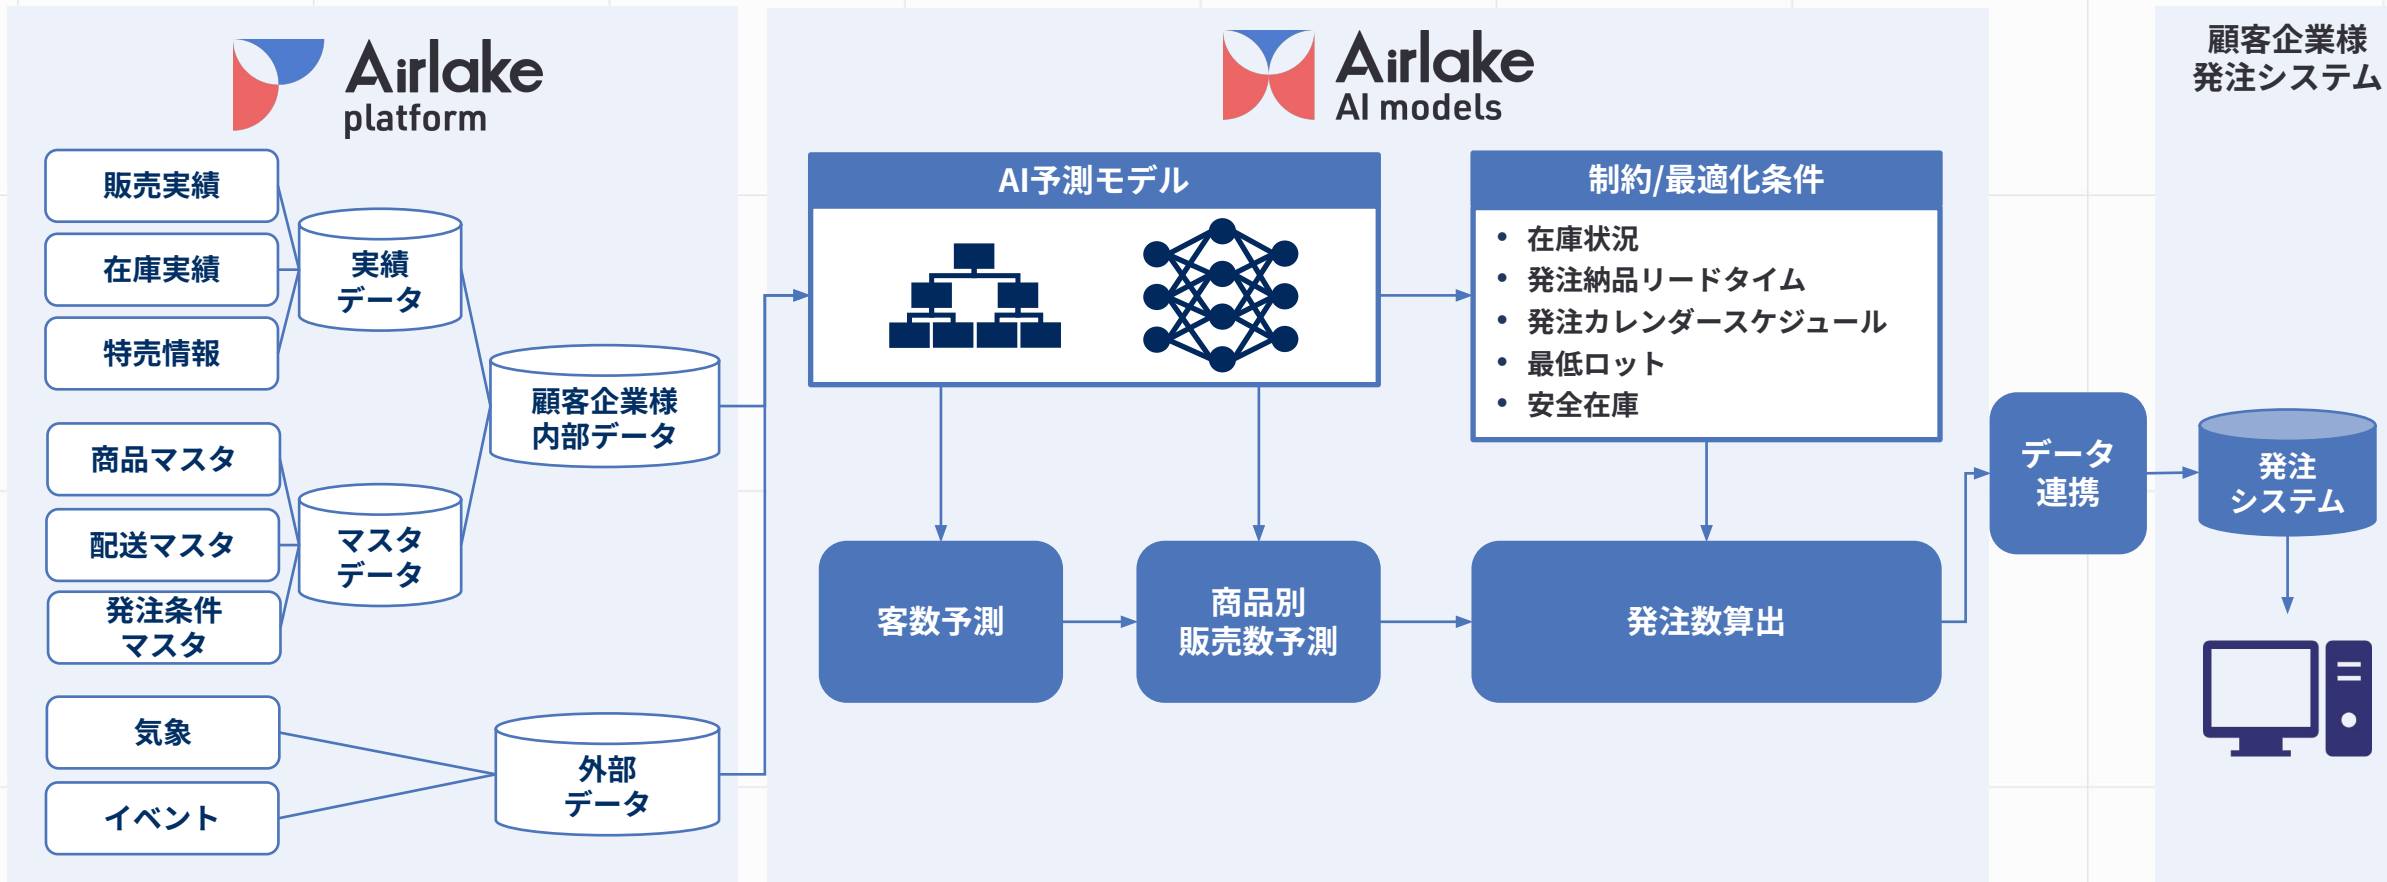 Airlake
platform
販売実績
在庫実績
特売情報
実績
データ
商品マスタ
配送マスタ
発注条件
マスタ
マスタ
データ
顧客企業様
内部データ
気象
イベント
外部
データ
Airlake
AI models
AI予測モデル
制約/最適化条件
• 在庫状況
• 発注納品リードタイム
• 発注カレンダースケジュール
• 最低ロット
• 安全在庫
客数予測
商品別
販売数予測
発注数算出
データ
連携
顧客企業様
発注システム
発注
システム